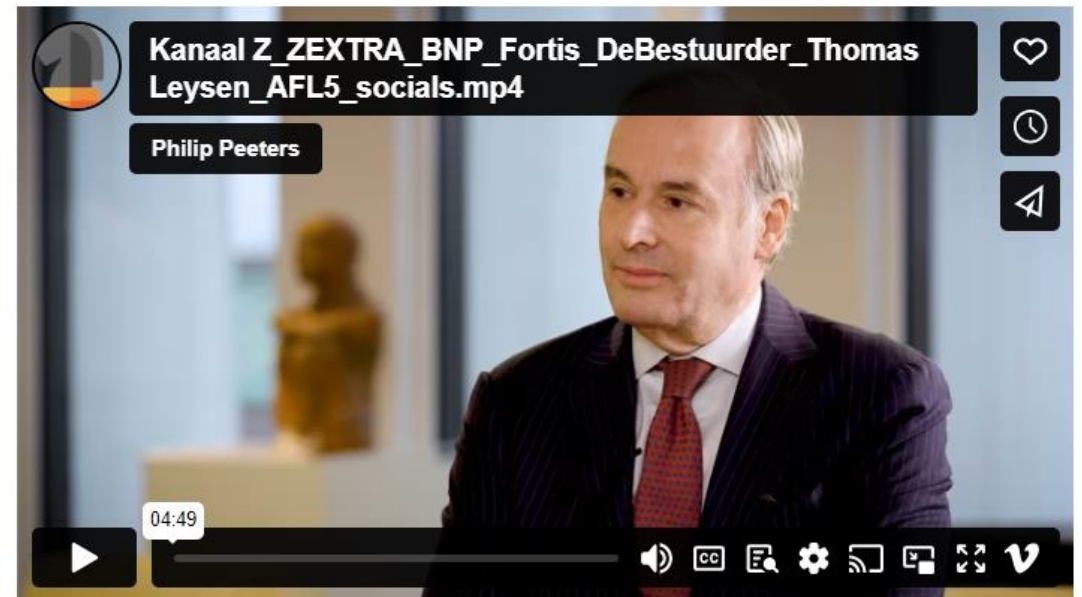 Kanaal Z_ZEXTRA_BNP_Fortis_DeBestuurder_Thomas
Leysen_AFL5_socials.mp4
Philip Peeters
04:49
CC